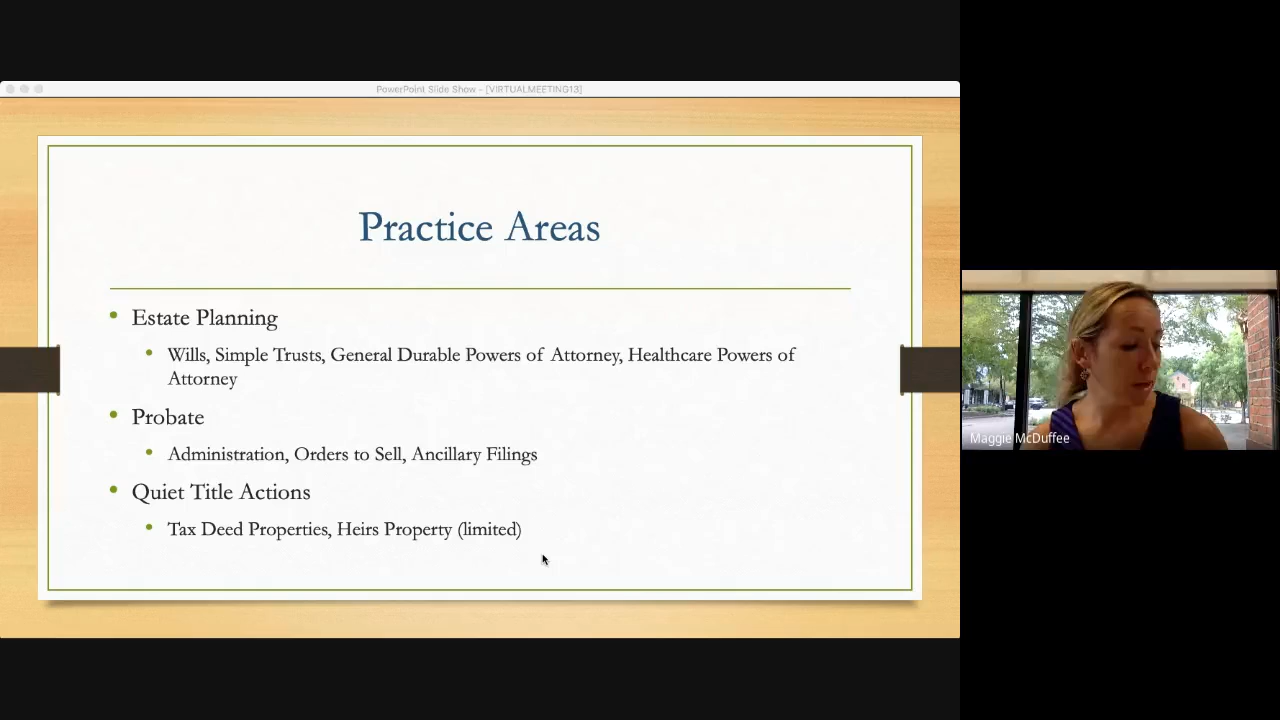 PowerPoint Slide Show - [VIRTUALMEETING13]
Practice Areas
• Estate Planning
• Wills, Simple Trusts, General Durable Powers of Attorney, Healthcare Powers of
Attorney
• Probate
• Administration, Orders to Sell, Ancillary Filings
• Quiet Title Actions
• Tax Deed Properties, Heirs Property (limited)
Maggie McDuffee